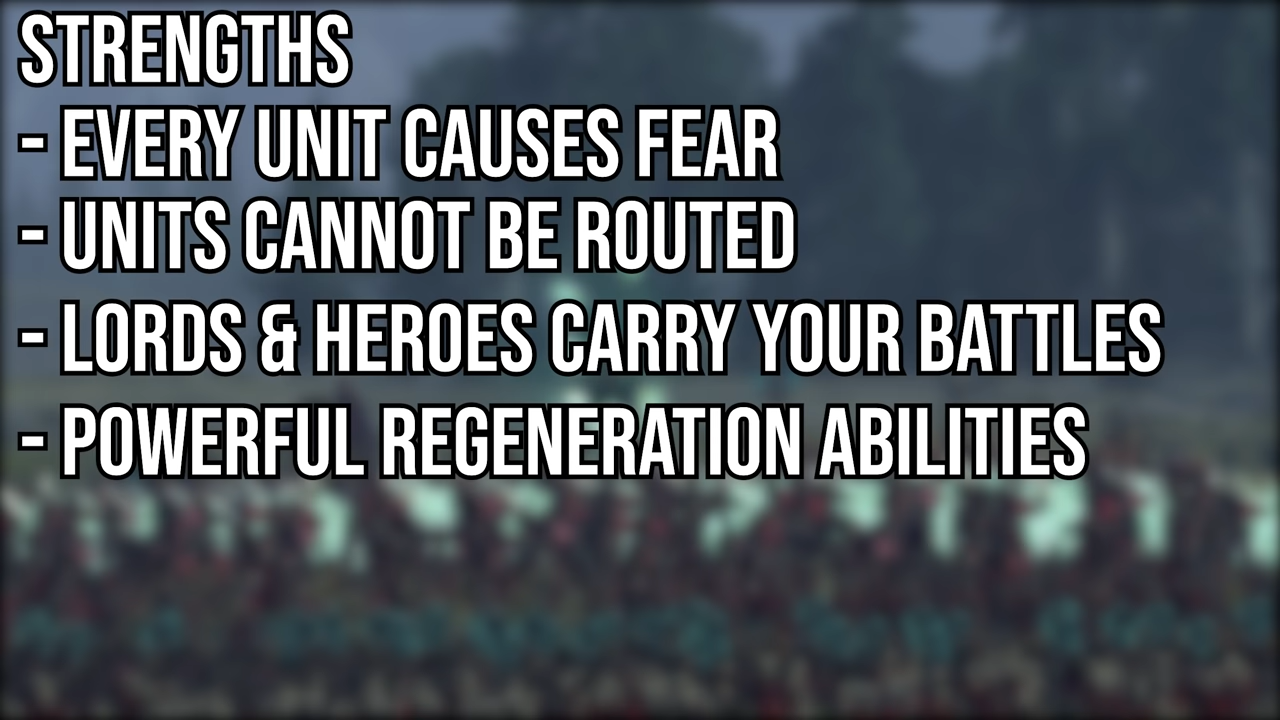 STRENGTHS
- EVERY UNIT CAUSES FEAR
- UNITS CANNOT BE ROUTED
- LORDS & HEROES CARRY YOUR BATTLES
- POWERFUL REGENERATION ABILITIES